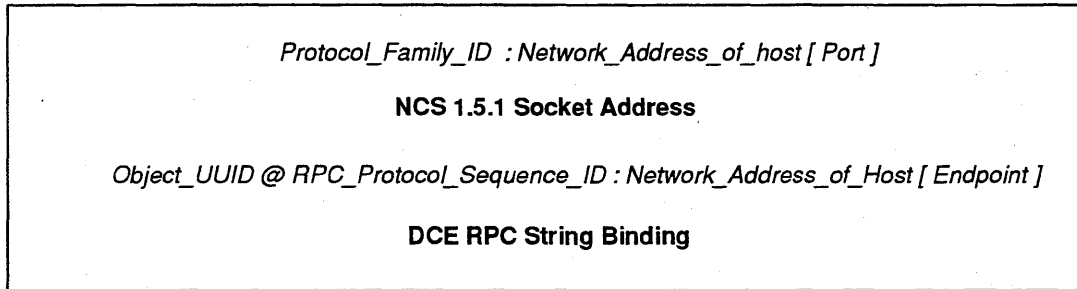 Protocol_Family_ID : Network_Address_of_host [ Port ]
NCS 1.5.1 Socket Address
Object_UUID @ RPC_Protocol_Sequence_ID : Network_Address_of_Host [ Endpoint ]
DCE RPC String Binding